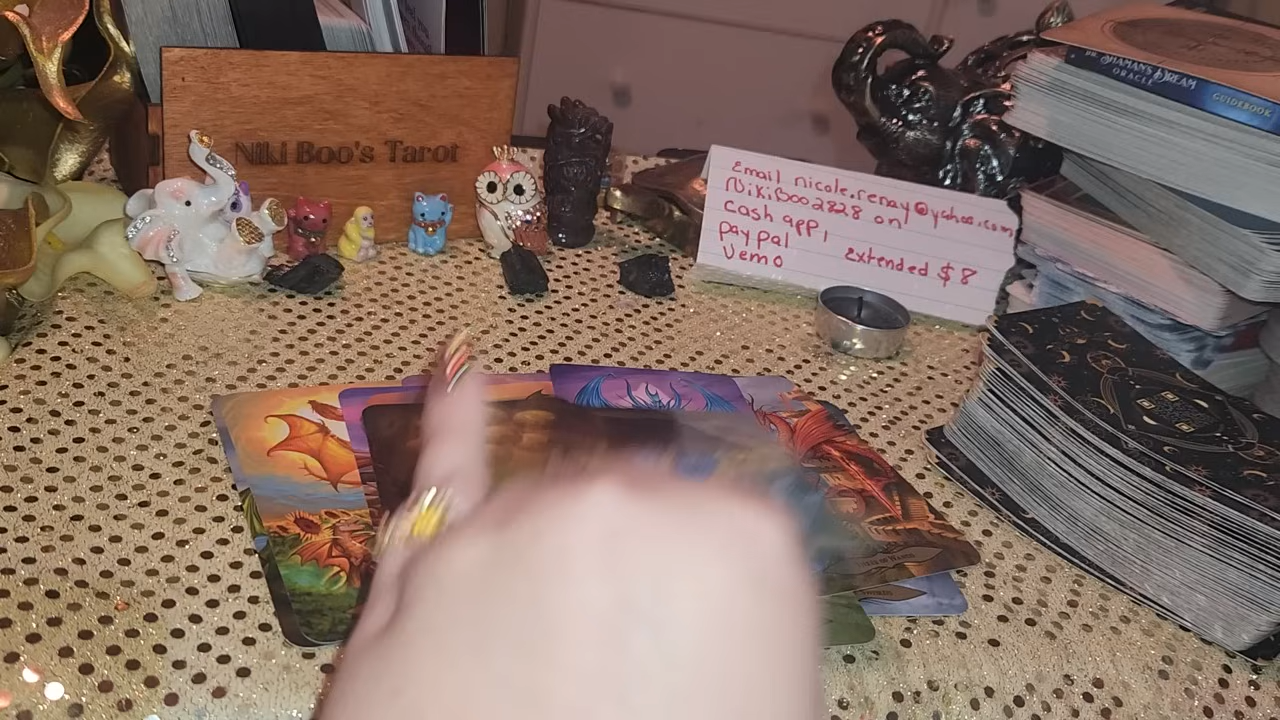 Niki Boo's Tarot
Email nicole.renay@yahoo.com
NikiBoo2828 on
cash app,
paypal
Vemo
extended $8
SHAMAN'S DREAM
ORACLE
GUIDEBOOK